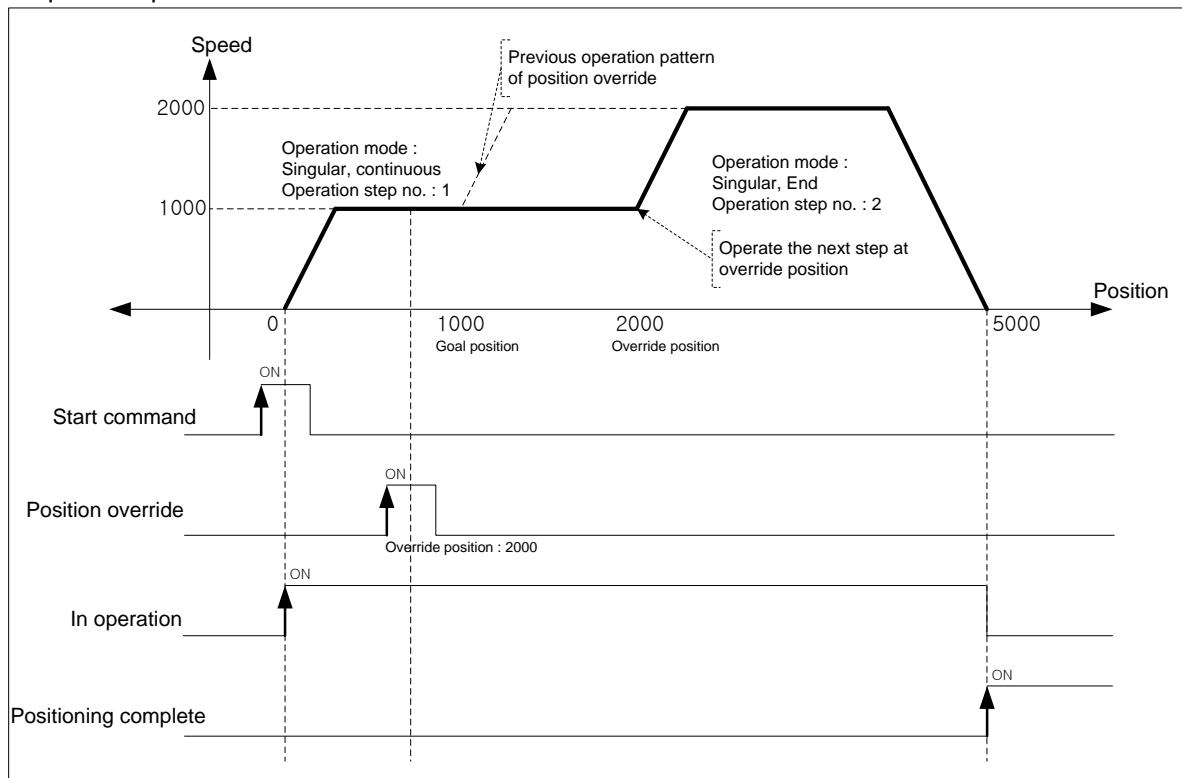 Speed
Previous operation pattern
of position override
2000
Operation mode :
Singular, continuous
Operation step no. : 1
Operation mode :
Singular, End
Operation step no. : 2
1000
Operate the next step at
override position
Position
0
1000
2000
5000
Goal position
Override position
ON
Start command
ON
Position override
Override position : 2000
ON
In operation
ON
Positioning complete